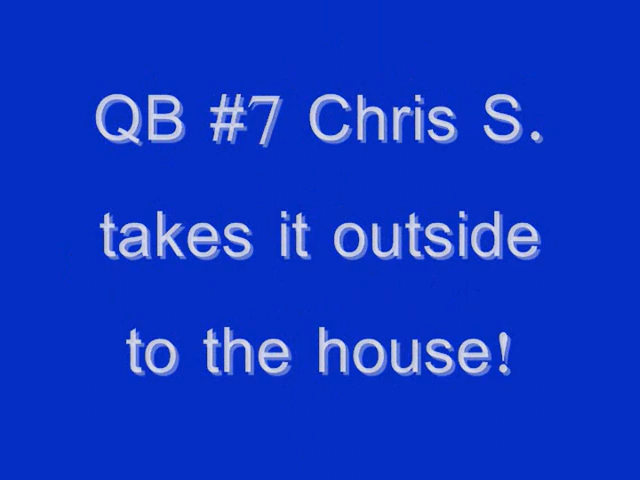 QB #7 Chris S.
takes it outside
to the house!